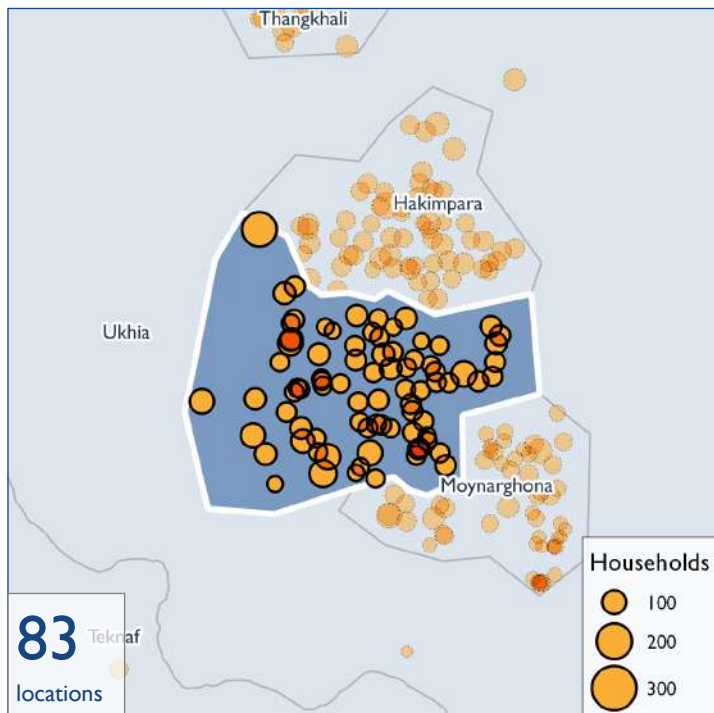 Thangkhali
Hakimpara
Ukhia
Moynarghona
Households
100
200
300
83
Teknaf
locations